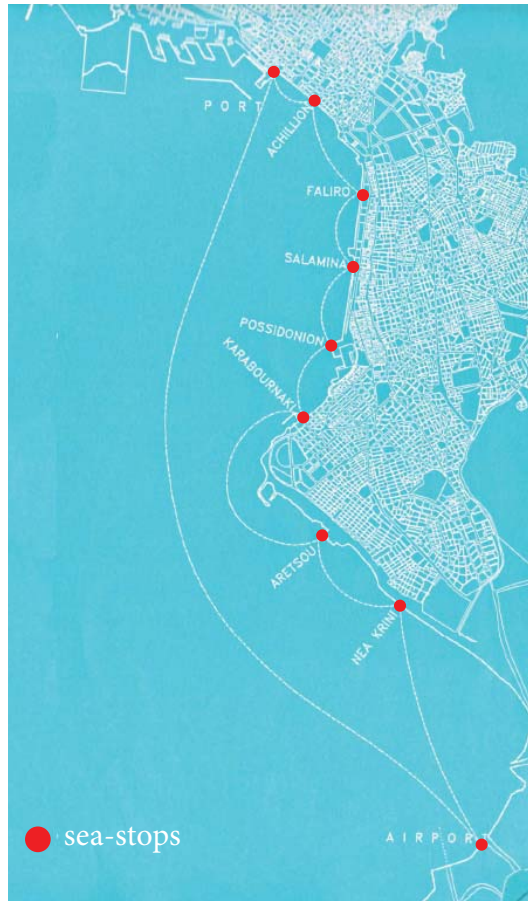 PORT
ACHILLION
FALIRO
SALAMINA
POSSIDONION
KARABOURNAKI
ARETSOU
NEA KRINI
AIRPORT
sea-stops